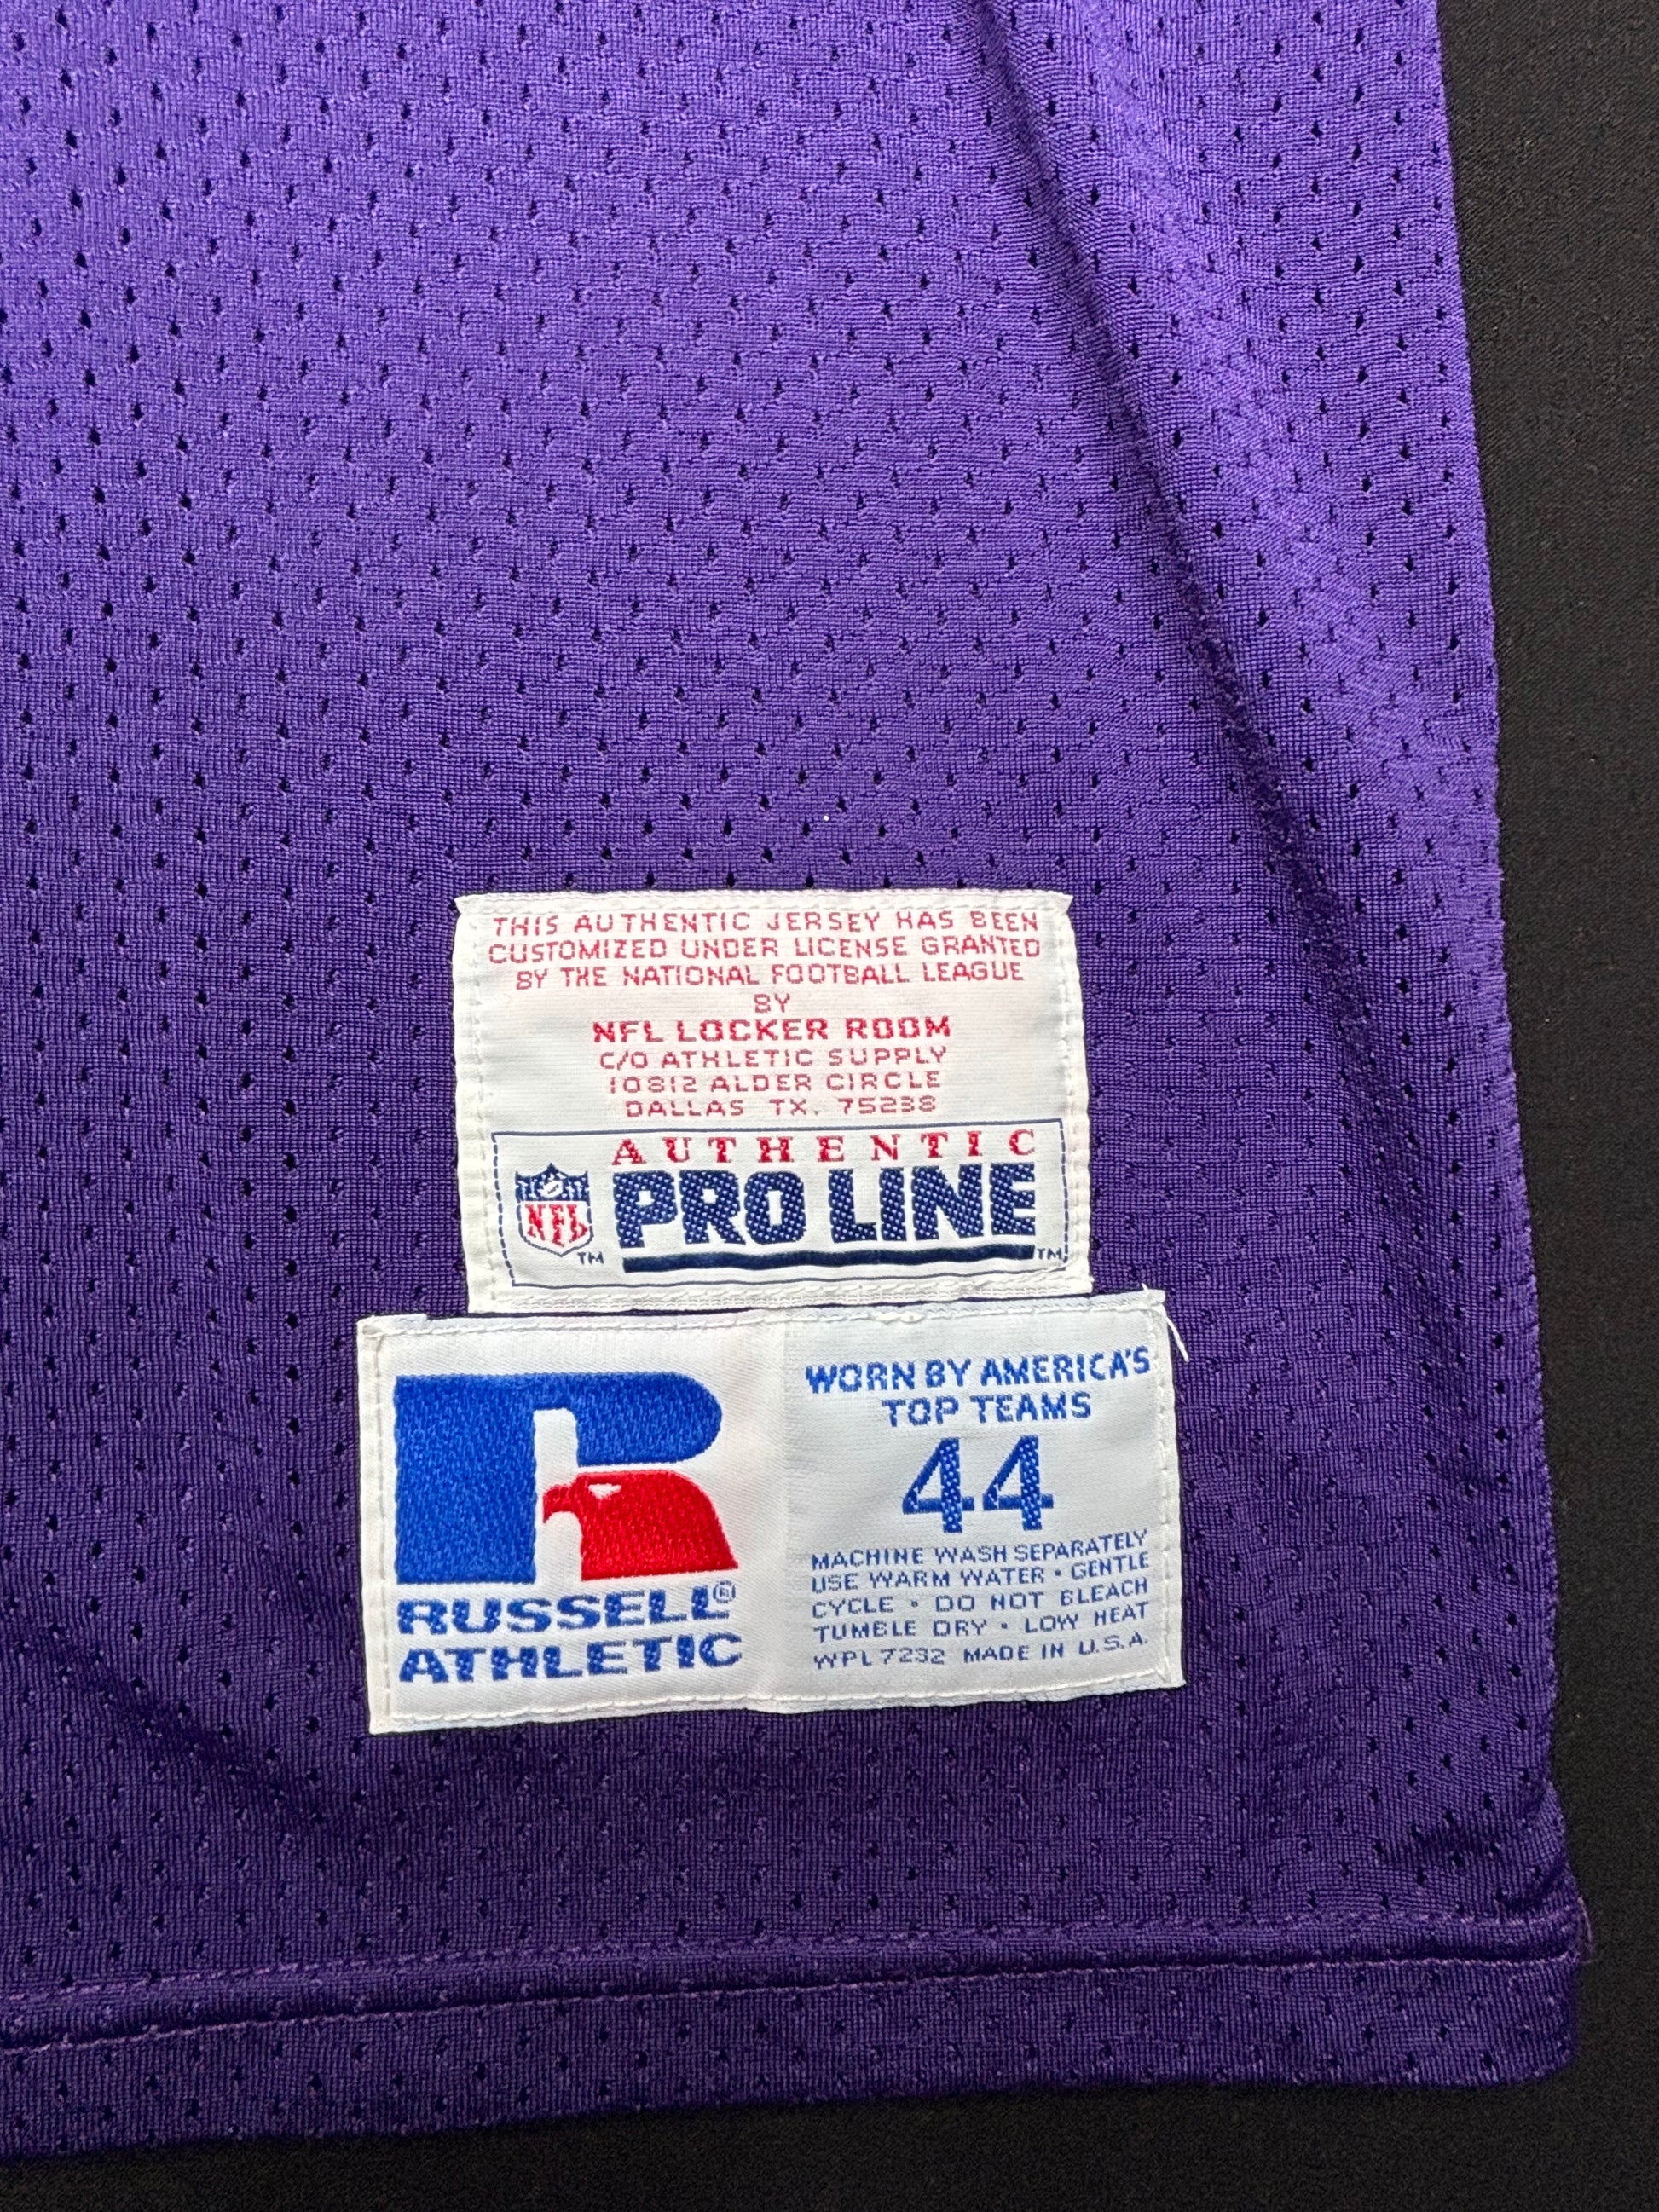 THIS AUTHENTIC JERSEY HAS BEEN
CUSTOMIZED UNDER LICENSE GRANTED
BY THE NATIONAL FOOTBALL LEAGUE
BY
NFL LOCKER ROOM
C/O ATHLETIC SUPPLY
10812 ALDER CIRCLE
DALLAS TX. 75238
AUTHENTIC
NFL ™ PRO LINE ™
RUSSELL®
ATHLETIC
WORN BY AMERICA'S
TOP TEAMS
44
MACHINE WASH SEPARATELY
USE WARM WATER • GENTLE
CYCLE • DO NOT BLEACH
TUMBLE DRY • LOW HEAT
WPL 7232 MADE IN U.S.A.